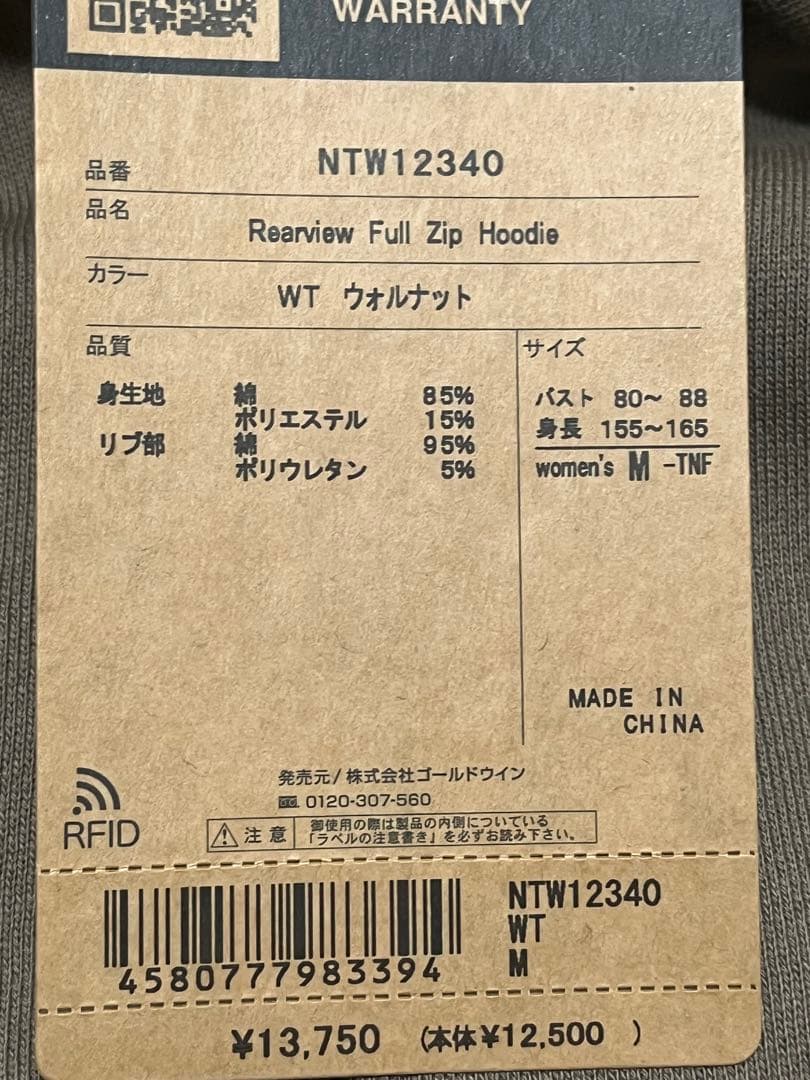 WARRANTY
品番 NTW12340
品名
Rearview Full Zip Hoodie
カラー
WT ウォルナット
品質
サイズ
身生地 綿 85%
ポリエステル 15%
リブ部 綿 95%
ポリウレタン 5%
バスト 80~ 88
身長 155~165
women's M -TNF
MADE IN
CHINA
発売元/株式会社ゴールドウイン
0120-307-560
RFID
注意
御使用の際は製品の内側についている
「ラベルの注意書き」を必ずお読み下さい。
4580777983394
NTW12340
WT
M
¥13,750 (本体¥12,500 )